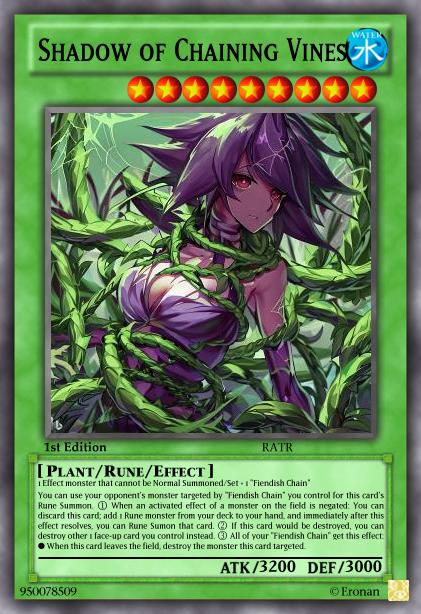 Shadow of Chaining Vines
WATER
水
1st Edition
RATR
[ Plant/Rune/Effect ]
1 Effect monster that cannot be Normal Summoned/Set + 1 "Fiendish Chain"
You can use your opponent's monster targeted by "Fiendish Chain" you control for this card's
Rune Summon. ① When an activated effect of a monster on the field is negated: You can
discard this card; add 1 Rune monster from your deck to your hand, and immediately after this
effect resolves, you can Rune Sumon that card. ② If this card would be destroyed, you can
destroy other 1 face-up card you control instead. ③ All of your "Fiendish Chain" get this effect:
● When this card leaves the field, destroy the monster this card targeted.
ATK/3200 DEF/3000
950078509
© Eronan